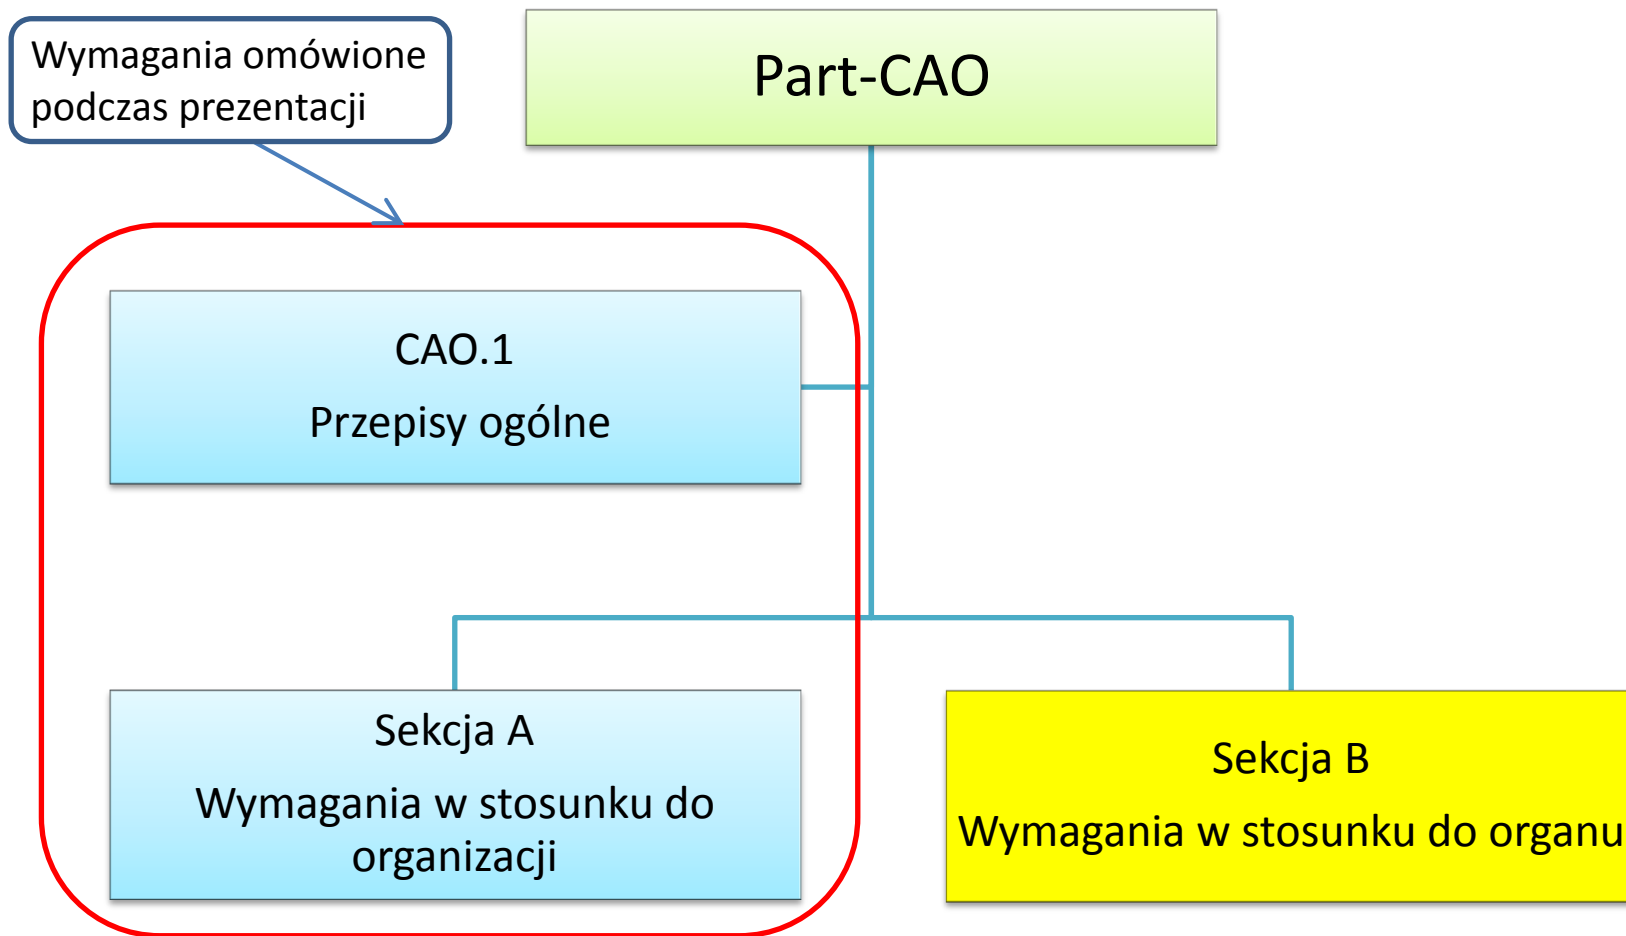 Wymagania omówione
podczas prezentacji
Part-CAO
CAO.1
Przepisy ogólne
Sekcja A
Wymagania w stosunku do
organizacji
Sekcja B
Wymagania w stosunku do organu